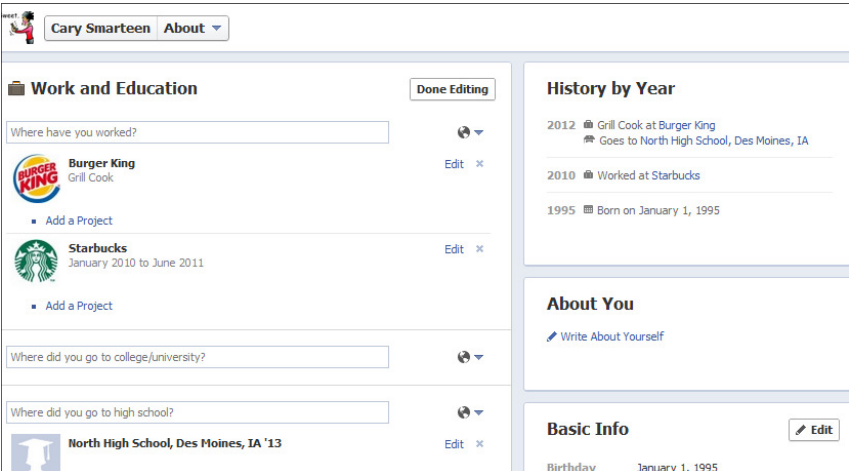 Cary Smarteen About
Work and Education
Done Editing
Where have you worked?
BURGER KING
Burger King
Grill Cook
Edit ×
Add a Project
Starbucks
January 2010 to June 2011
Edit ×
Add a Project
Where did you go to college/university?
Where did you go to high school?
North High School, Des Moines, IA '13
Edit ×
History by Year
2012 Grill Cook at Burger King
Goes to North High School, Des Moines, IA
2010 Worked at Starbucks
1995 Born on January 1, 1995
About You
Write About Yourself
Basic Info
Edit
Birthday January 1, 1995